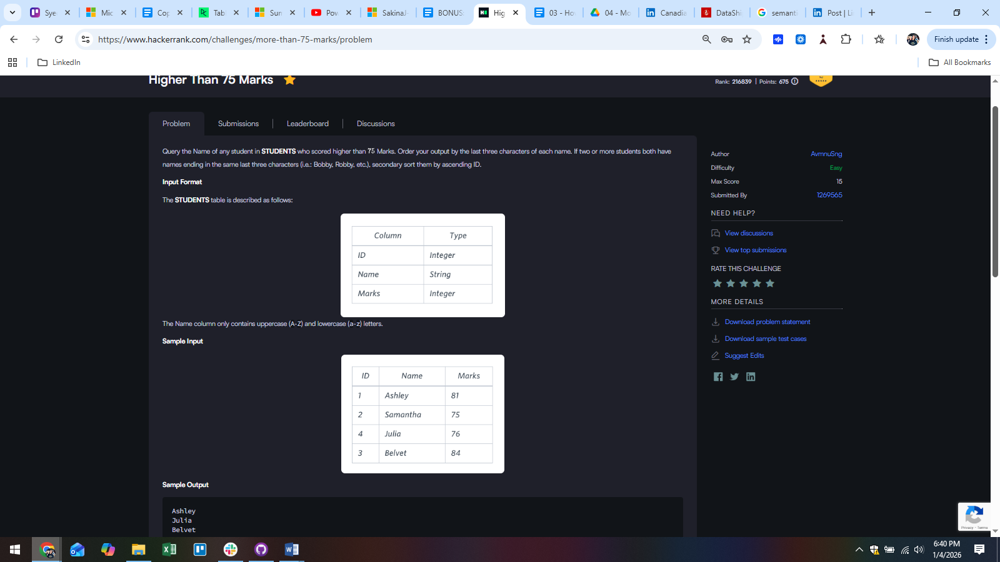 Sye
Mic
Cop
Tab
Sun
Pow
SakinaJ
BONUS
Hig
03 - Ho
04 - Mo
Canadia
DataShi
semanti
Post | Li
https://www.hackerrank.com/challenges/more-than-75-marks/problem
Finish update
LinkedIn
All Bookmarks
Higher Than 75 Marks
Rank: 216839 | Points: 675
Problem
Submissions
Leaderboard
Discussions
Query the Name of any student in STUDENTS who scored higher than 75 Marks. Order your output by the last three characters of each name. If two or more students both have
names ending in the same last three characters (i.e.: Bobby, Robby, etc.), secondary sort them by ascending ID.
Input Format
The STUDENTS table is described as follows:
Column Type
ID Integer
Name String
Marks Integer
The Name column only contains uppercase (A-Z) and lowercase (a-z) letters.
Sample Input
ID Name Marks
1 Ashley 81
2 Samantha 75
4 Julia 76
3 Belvet 84
Sample Output
Ashley
Julia
Belvet
Author AvmnuSng
Difficulty Easy
Max Score 15
Submitted By 1269565
NEED HELP?
View discussions
View top submissions
RATE THIS CHALLENGE
MORE DETAILS
Download problem statement
Download sample test cases
Suggest Edits
Privacy - Terms
6:40 PM
1/4/2026